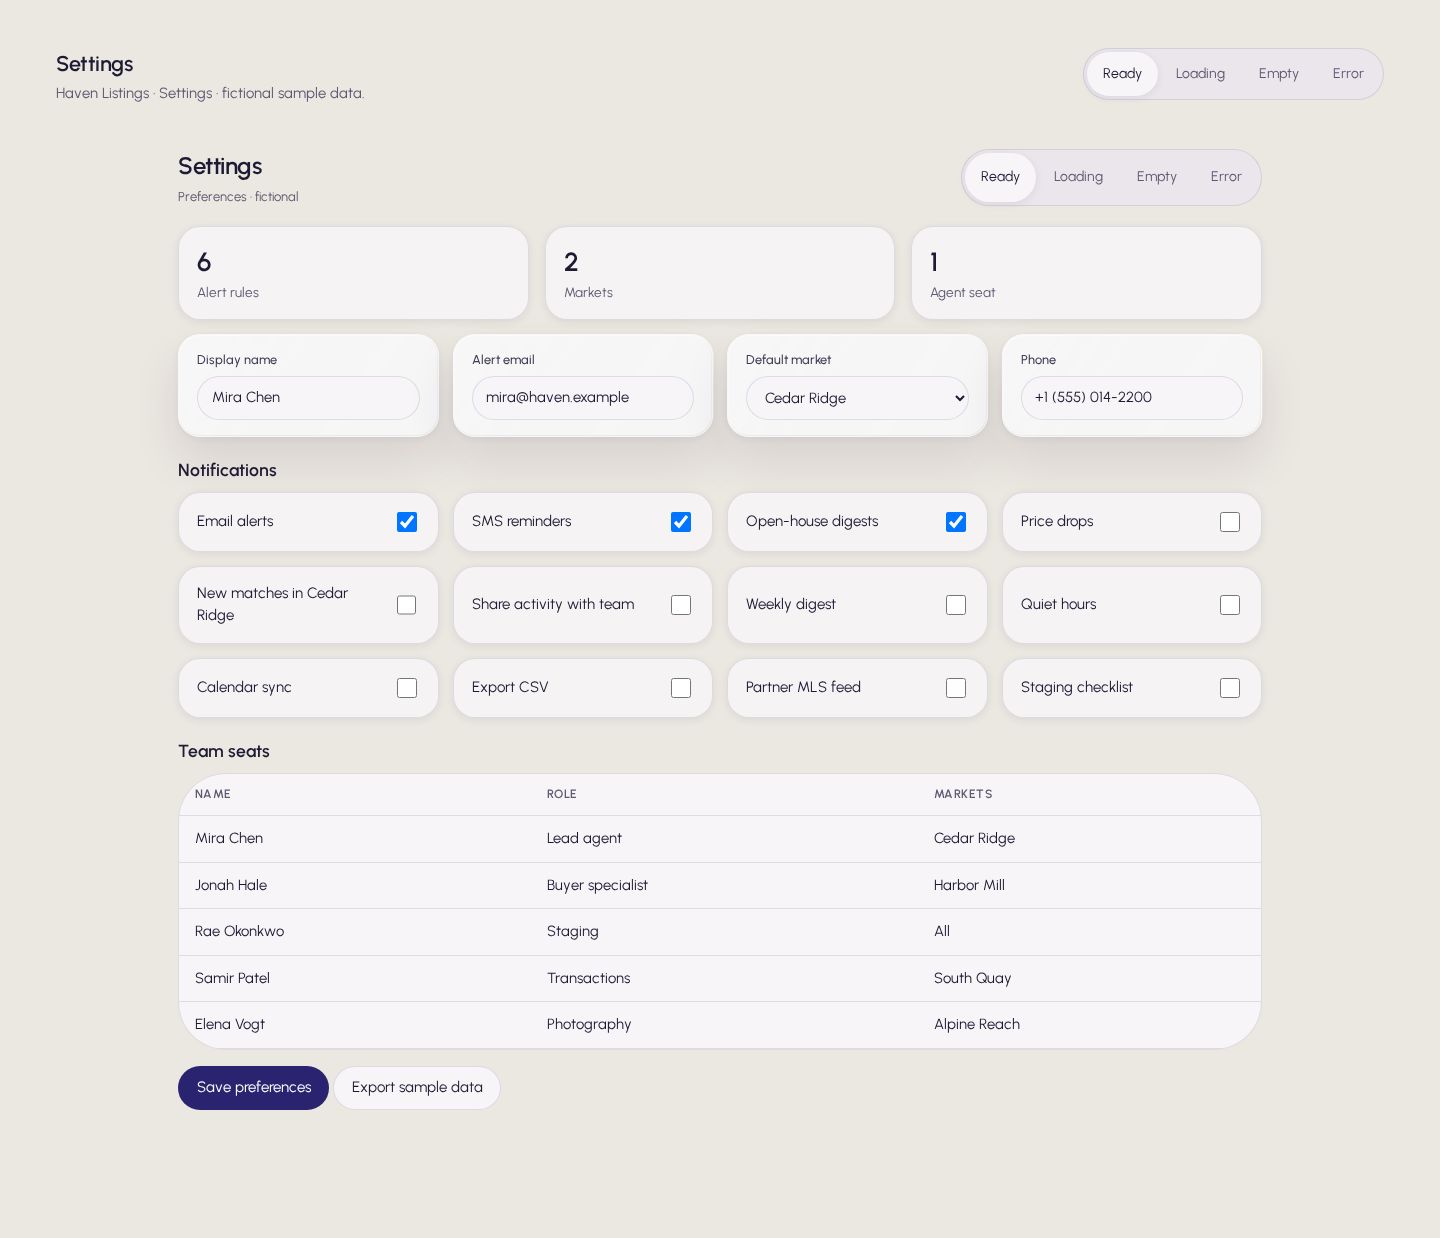 Settings
Haven Listings · Settings · fictional sample data.
Ready Loading Empty Error
Settings
Preferences · fictional
Ready Loading Empty Error
6
Alert rules
2
Markets
1
Agent seat
Display name
Mira Chen
Alert email
mira@haven.example
Default market
Cedar Ridge
Phone
+1 (555) 014-2200
Notifications
Email alerts
SMS reminders
Open-house digests
Price drops
New matches in Cedar
Ridge
Share activity with team
Weekly digest
Quiet hours
Calendar sync
Export CSV
Partner MLS feed
Staging checklist
Team seats
NAME ROLE MARKETS
Mira Chen Lead agent Cedar Ridge
Jonah Hale Buyer specialist Harbor Mill
Rae Okonkwo Staging All
Samir Patel Transactions South Quay
Elena Vogt Photography Alpine Reach
Save preferences Export sample data